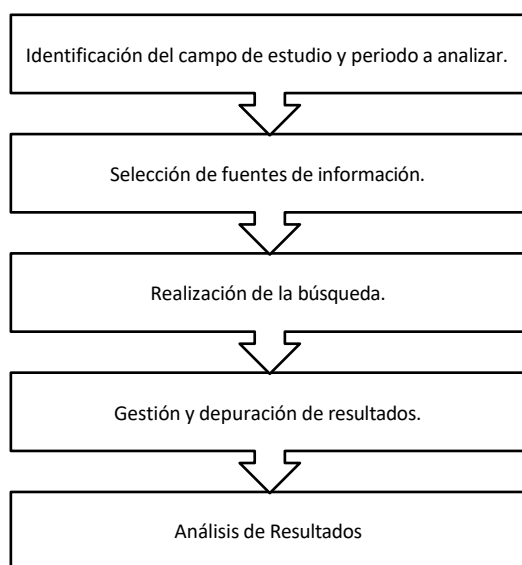 Identificación del campo de estudio y periodo a analizar.
Selección de fuentes de información.
Realización de la búsqueda.
Gestión y depuración de resultados.
Análisis de Resultados